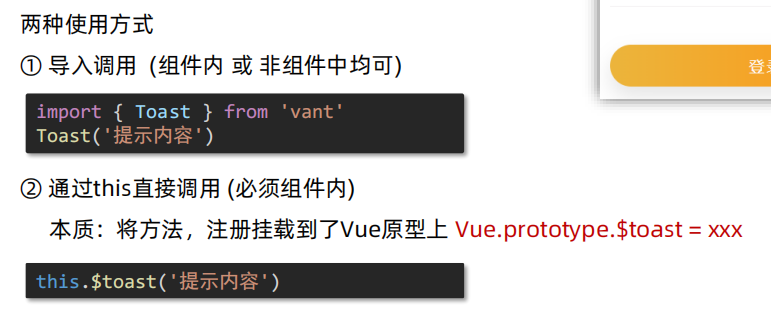 两种使用方式
① 导入调用 (组件内 或 非组件中均可)
import { Toast } from 'vant'
Toast('提示内容')
② 通过this直接调用 (必须组件内)
本质：将方法，注册挂载到了Vue原型上 Vue.prototype.$toast = xxx
this.$toast('提示内容')
登